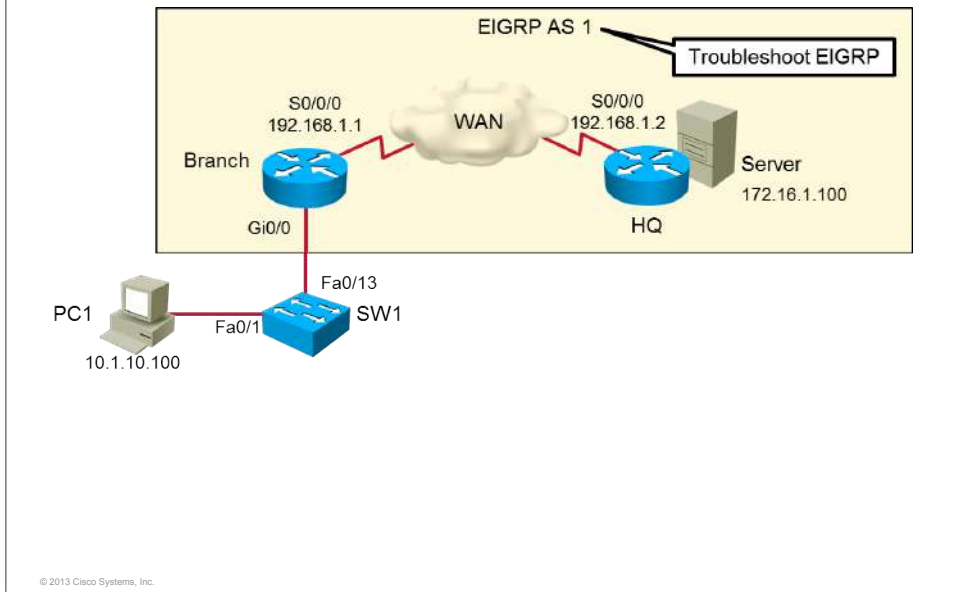 EIGRP AS 1
Troubleshoot EIGRP
S0/0/0
192.168.1.1
WAN
S0/0/0
192.168.1.2
Branch
Server
172.16.1.100
Gi0/0
HQ
Fa0/13
PC1
Fa0/1
SW1
10.1.10.100
© 2013 Cisco Systems, Inc.